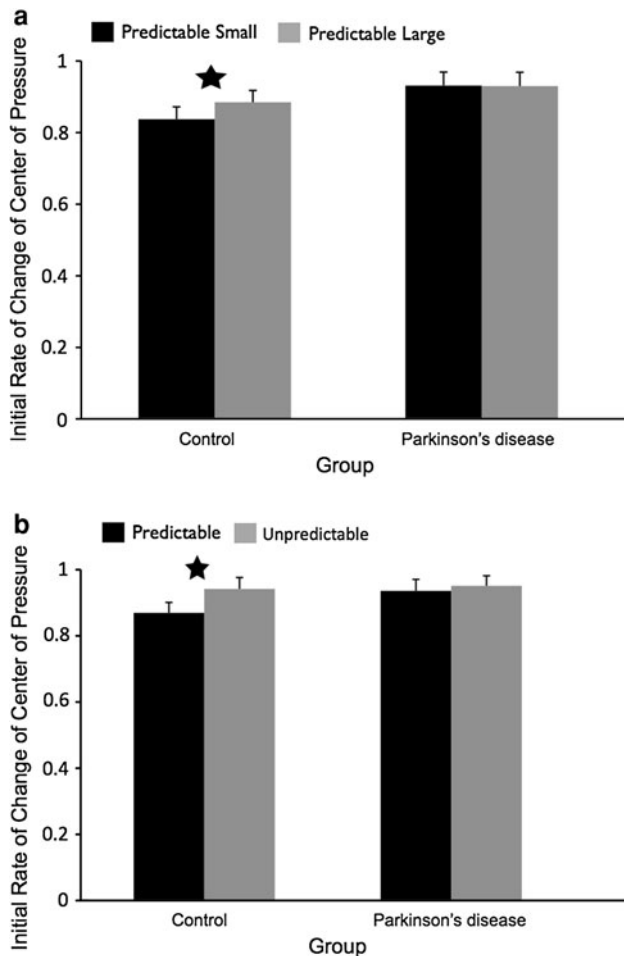 a
Predictable Small
Predictable Large
Initial Rate of Change of Center of Pressure
1
0.8
0.6
0.4
0.2
0
Control
Parkinson's disease
Group
b
Predictable
Unpredictable
Initial Rate of Change of Center of Pressure
1
0.8
0.6
0.4
0.2
0
Control
Parkinson's disease
Group